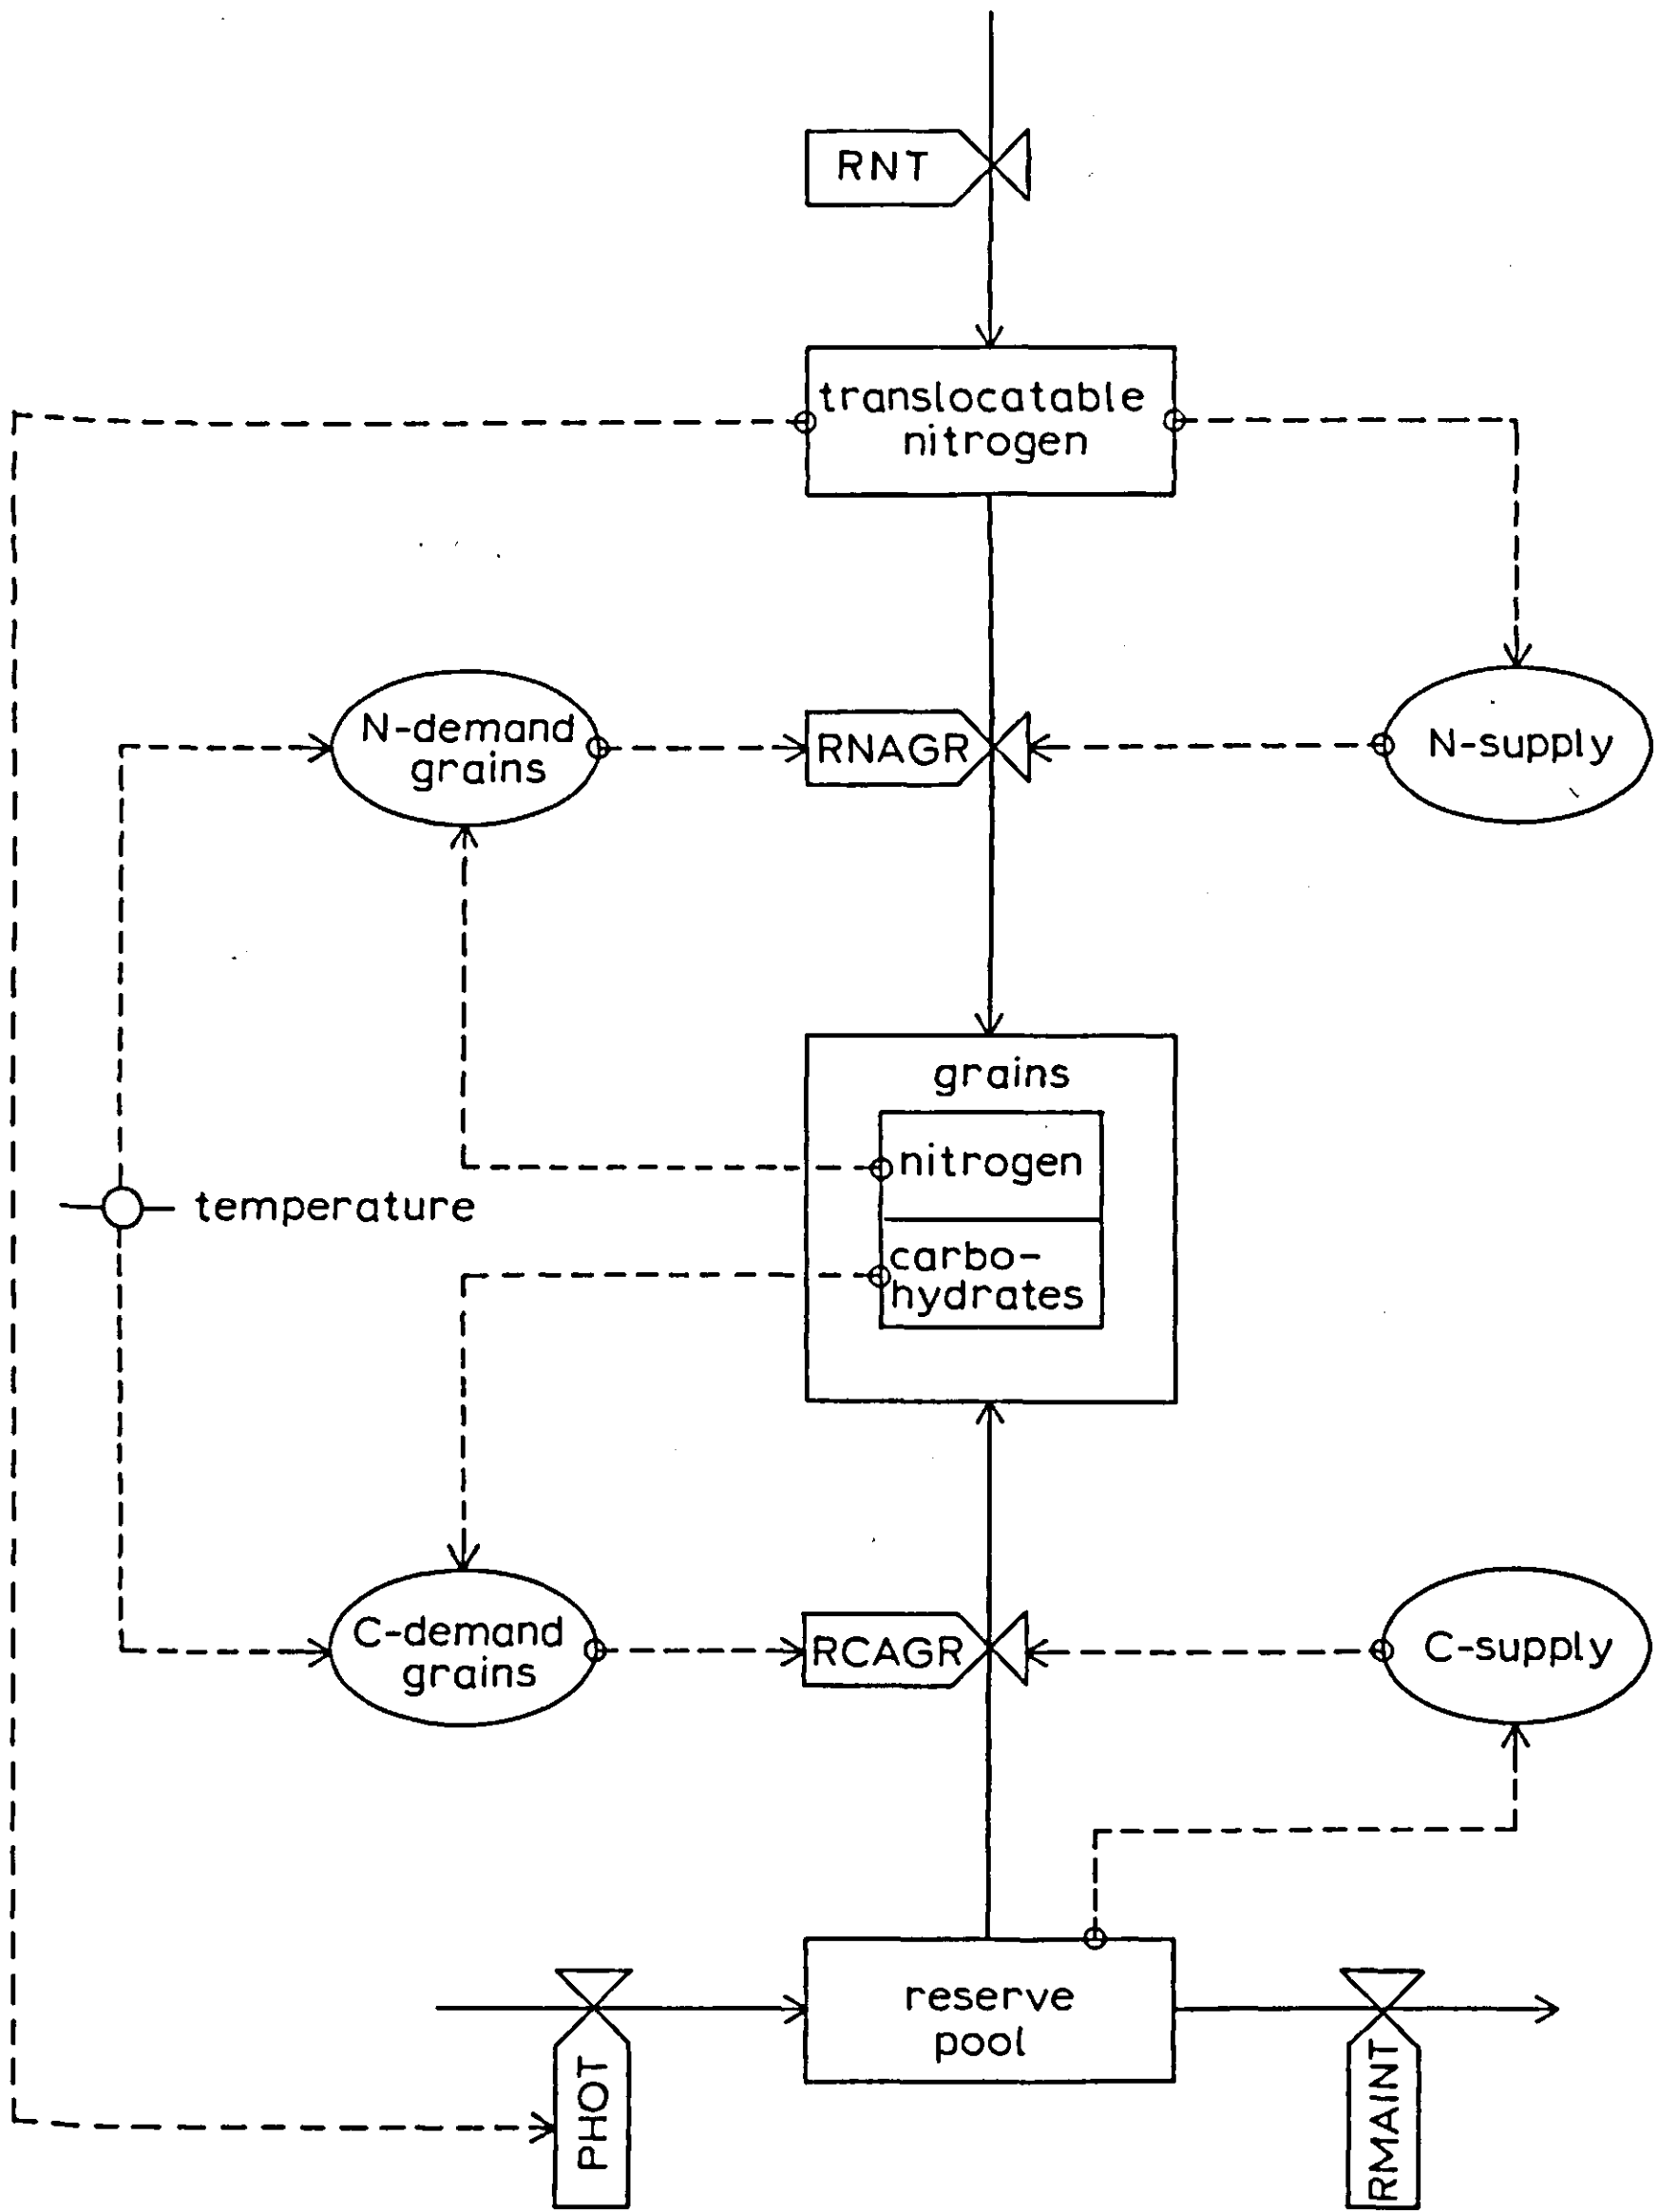 RNT
translocatable
nitrogen
N-demand
grains
RNAGR
N-supply
grains
nitrogen
temperature
carbo-
hydrates
C-demand
grains
RCAGR
C-supply
reserve
pool
PHOT
RMAINT